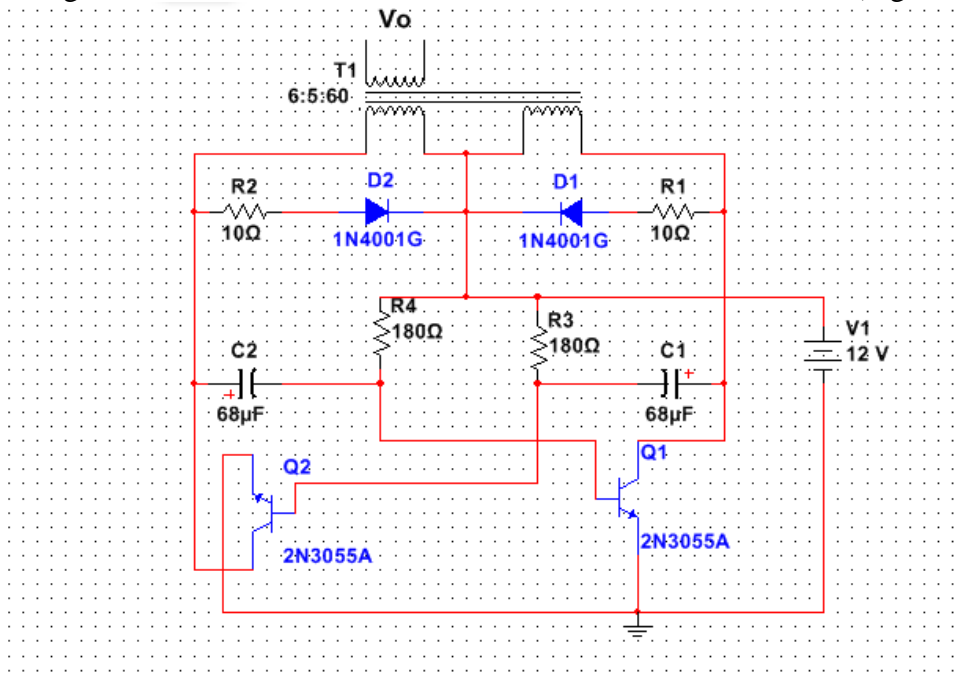 Vo
T1
6:5:60
R2
10Ω
D2
1N4001G
D1
1N4001G
R1
10Ω
R4
180Ω
R3
180Ω
V1
12 V
C2
+
68µF
C1
+
68µF
Q2
2N3055A
Q1
2N3055A